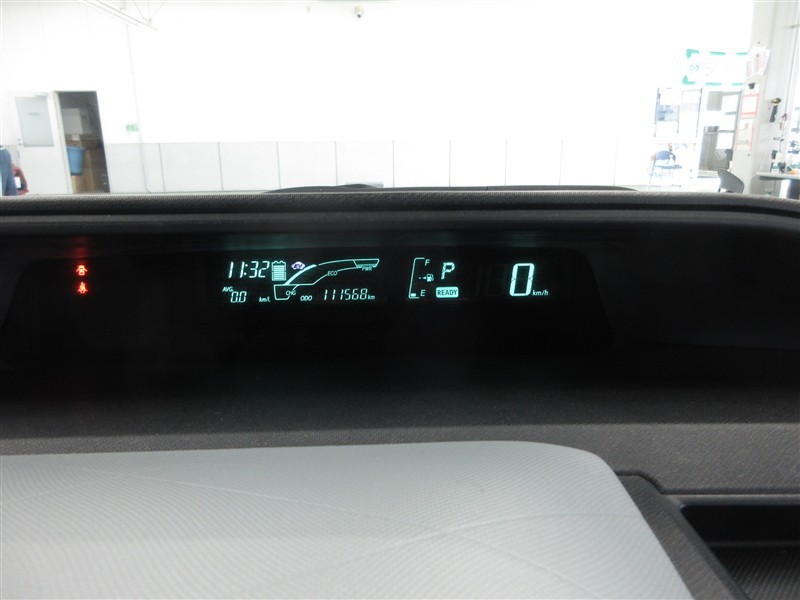 11:32
ECO
PWR
AVG
0.0 km/l
CHG
ODO 111568 km
F
E
P
READY
0 km/h